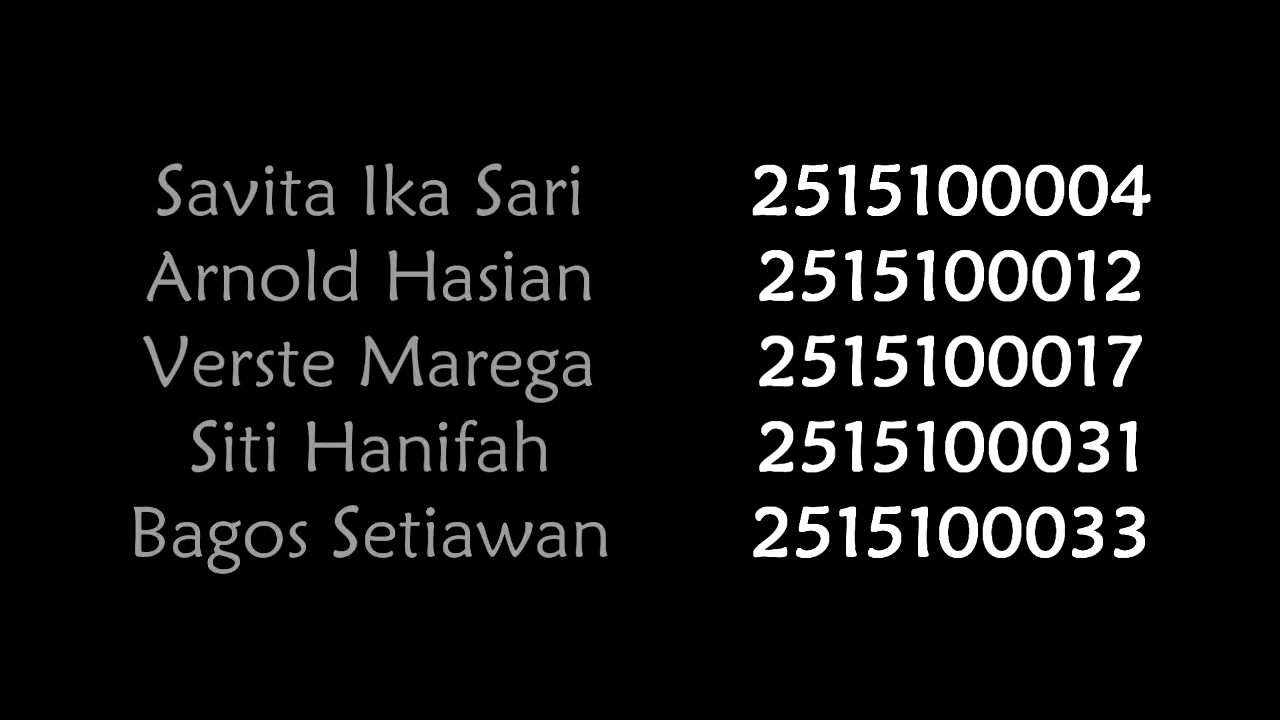 Savita Ika Sari 2515100004
Arnold Hasian 2515100012
Verste Marega 2515100017
Siti Hanifah 2515100031
Bagos Setiawan 2515100033